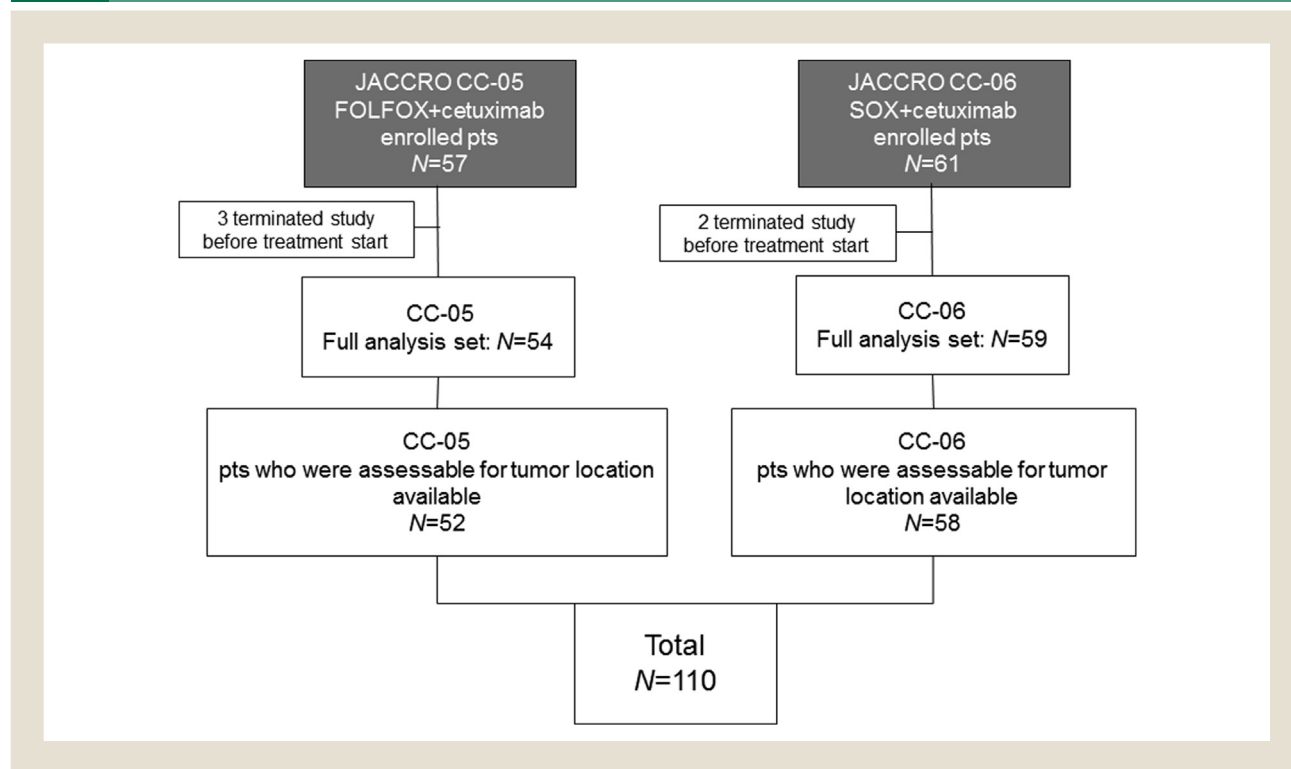 JACCRO CC-05
FOLFOX+cetuximab
enrolled pts
N=57
JACCRO CC-06
SOX+cetuximab
enrolled pts
N=61
3 terminated study
before treatment start
2 terminated study
before treatment start
CC-05
Full analysis set: N=54
CC-06
Full analysis set: N=59
CC-05
pts who were assessable for tumor location
available
N=52
CC-06
pts who were assessable for tumor
location available
N=58
Total
N=110